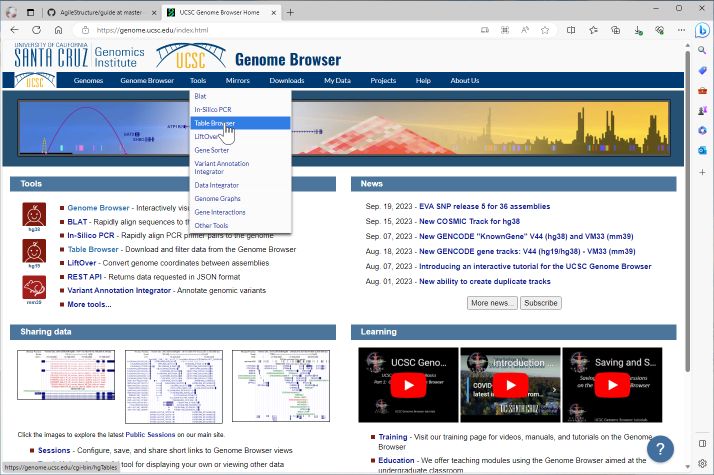 AgileStructure/guide at master
UCSC Genome Browser Home
https://genome.ucsc.edu/index.html
UNIVERSITY OF CALIFORNIA
SANTA CRUZ Genomics Institute
UCSC
Genome Browser
Genomes Genome Browser Tools Mirrors Downloads My Data Projects Help About Us
Blat
In-Silico PCR
Table Browser
LiftOver
Gene Sorter
Variant Annotation
Integrator
Data Integrator
Genome Graphs
Gene Interactions
Other Tools
Tools
hg38
hg19
mm39
Genome Browser - Interactively
BLAT - Rapidly align sequences to th
In-Silico PCR - Rapidly align PCR primer pairs to the genome
Table Browser - Download and filter data from the Genome Browser
LiftOver - Convert genome coordinates between assemblies
REST API - Returns data requested in JSON format
Variant Annotation Integrator - Annotate genomic variants
More tools...
News
Sep. 19, 2023 - EVA SNP release 5 for 36 assemblies
Sep. 15, 2023 - New COSMIC Track for hg38
Sep. 07, 2023 - New GENCODE "KnownGene" V44 (hg38) and VM33 (mm39)
Aug. 18, 2023 - New GENCODE gene tracks: V44 (hg19/hg38) - VM33 (mm39)
Aug. 07, 2023 - Introducing an interactive tutorial for the UCSC Genome Browser
Aug. 01, 2023 - New ability to create duplicate tracks
More news... Subscribe
Sharing data
Click the images to explore the latest Public Sessions on our main site.
Sessions - Configure, save, and share short links to Genome Browser views
tool for displaying your own or viewing other data
https://genome.ucsc.edu/cgi-bin/hgTables
Learning
UCSC Geno...
Introduction ...
Saving and S...
Training - Visit our training page for videos, manuals, and tutorials on the Genome
Browser
Education - We offer teaching modules using the Genome Browser aimed at the
undergraduate classroom
?